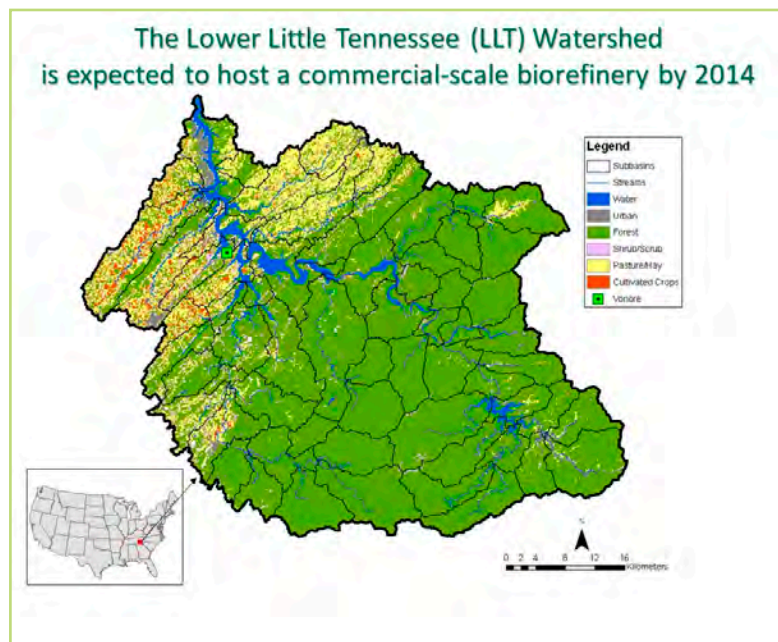 The Lower Little Tennessee (LLT) Watershed
is expected to host a commercial-scale biorefinery by 2014
Legend
Subbasins
Streams
Water
Urban
Forest
Shrub/Scrub
Pasture/Hay
Cultivated Crops
Vonore
N
0 2 4 8 12 16
Kilometers